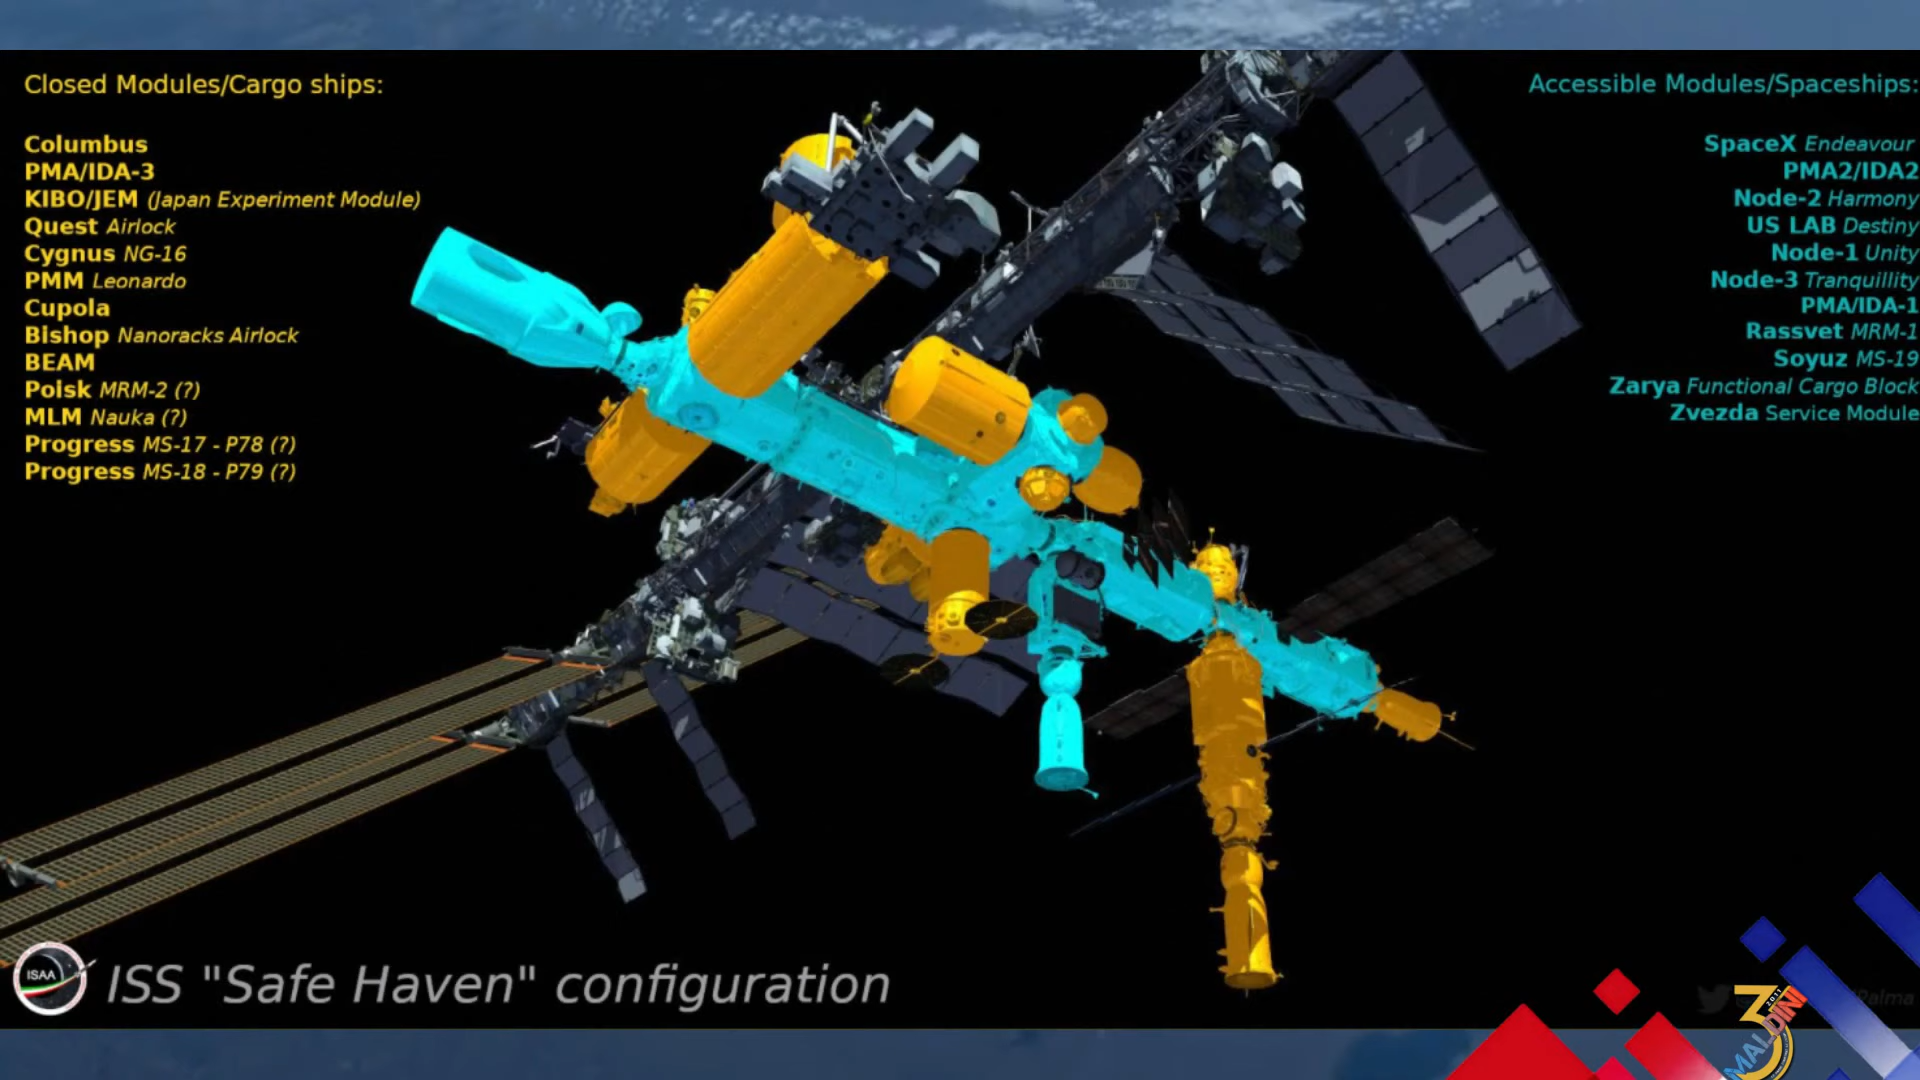 Closed Modules/Cargo ships:
Columbus
PMA/IDA-3
KIBO/JEM (Japan Experiment Module)
Quest Airlock
Cygnus NG-16
PMM Leonardo
Cupola
Bishop Nanoracks Airlock
BEAM
Poisk MRM-2 (?)
MLM Nauka (?)
Progress MS-17 - P78 (?)
Progress MS-18 - P79 (?)
Accessible Modules/Spaceships:
SpaceX Endeavour
PMA2/IDA2
Node-2 Harmony
US LAB Destiny
Node-1 Unity
Node-3 Tranquillity
PMA/IDA-1
Rassvet MRM-1
Soyuz MS-19
Zarya Functional Cargo Block
Zvezda Service Module
ISAA
ISS "Safe Haven" configuration
3
2011
MALDINI